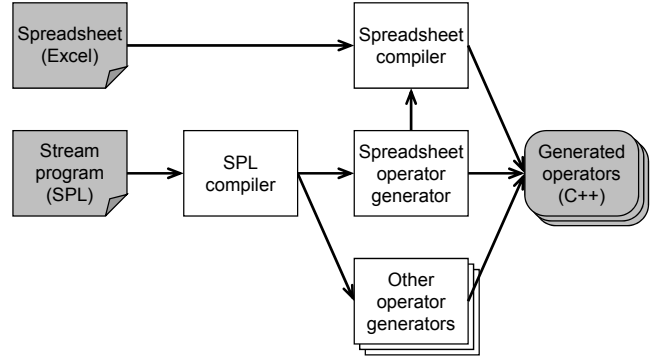 Spreadsheet
(Excel)
Spreadsheet
compiler
Stream
program
(SPL)
SPL
compiler
Spreadsheet
operator
generator
Generated
operators
(C++)
Other
operator
generators